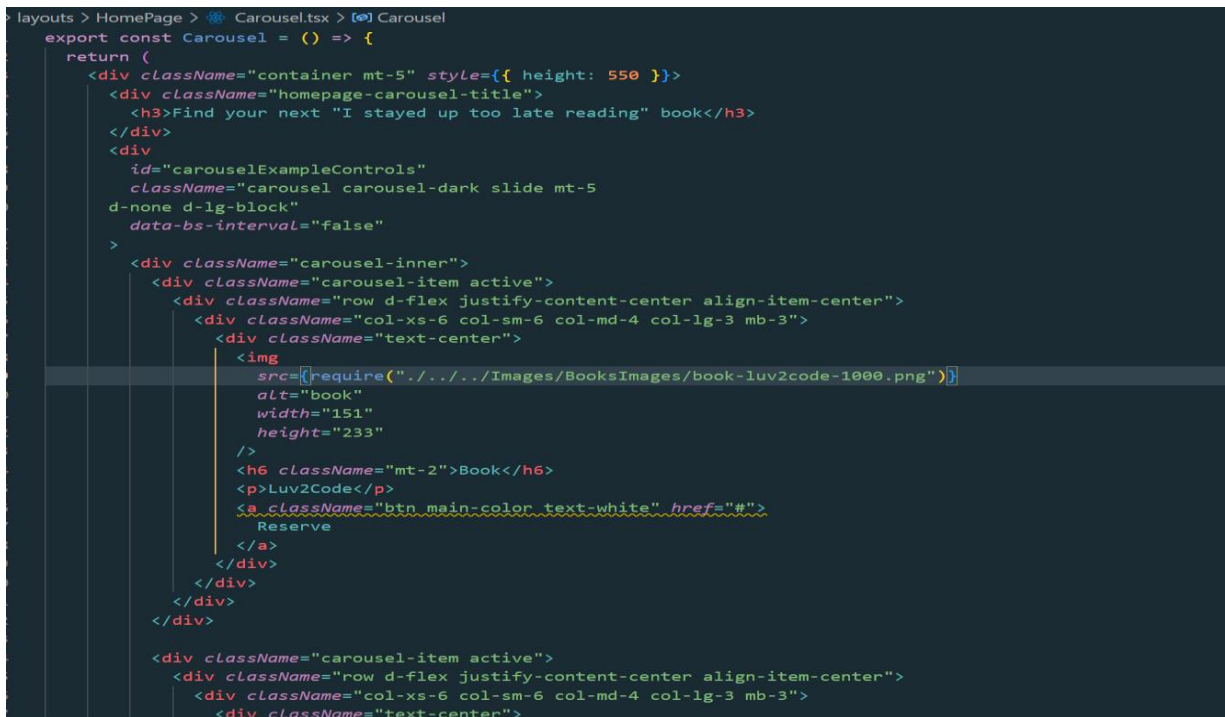 layouts > HomePage > Carousel.tsx > Carousel
export const Carousel = () => {
return (
<div className="container mt-5" style={{ height: 550 }}>
<div className="homepage-carousel-title">
<h3>Find your next "I stayed up too late reading" book</h3>
</div>
<div
id="carouselExampleControls"
className="carousel carousel-dark slide mt-5
d-none d-lg-block"
data-bs-interval="false"
>
<div className="carousel-inner">
<div className="carousel-item active">
<div className="row d-flex justify-content-center align-item-center">
<div className="col-xs-6 col-sm-6 col-md-4 col-lg-3 mb-3">
<div className="text-center">
<img
src={require("./../../Images/BooksImages/book-luv2code-1000.png")}
alt="book"
width="151"
height="233"
/>
<h6 className="mt-2">Book</h6>
<p>Luv2Code</p>
<a className="btn main-color text-white" href="#">
Reserve
</a>
</div>
</div>
</div>
</div>
<div className="carousel-item active">
<div className="row d-flex justify-content-center align-item-center">
<div className="col-xs-6 col-sm-6 col-md-4 col-lg-3 mb-3">
<div className="text-center">